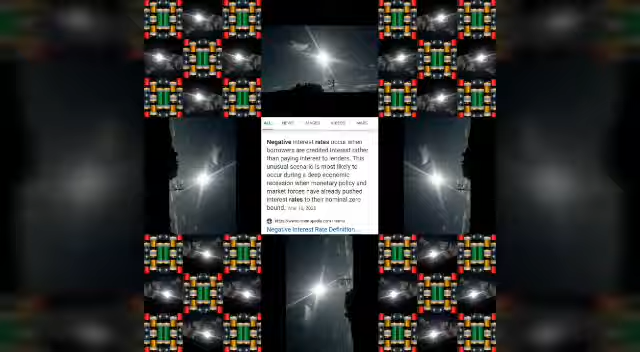 ALL NEWS IMAGES VIDEOS
Negative interest rates occur when
borrowers are credited interest rather
than paying interest to lenders. This
unusual scenario is most likely to
occur during a deep economic
recession when monetary policy and
market forces have already pushed
interest rates to their nominal zero
bound.
Negative Interest Rate Definition...